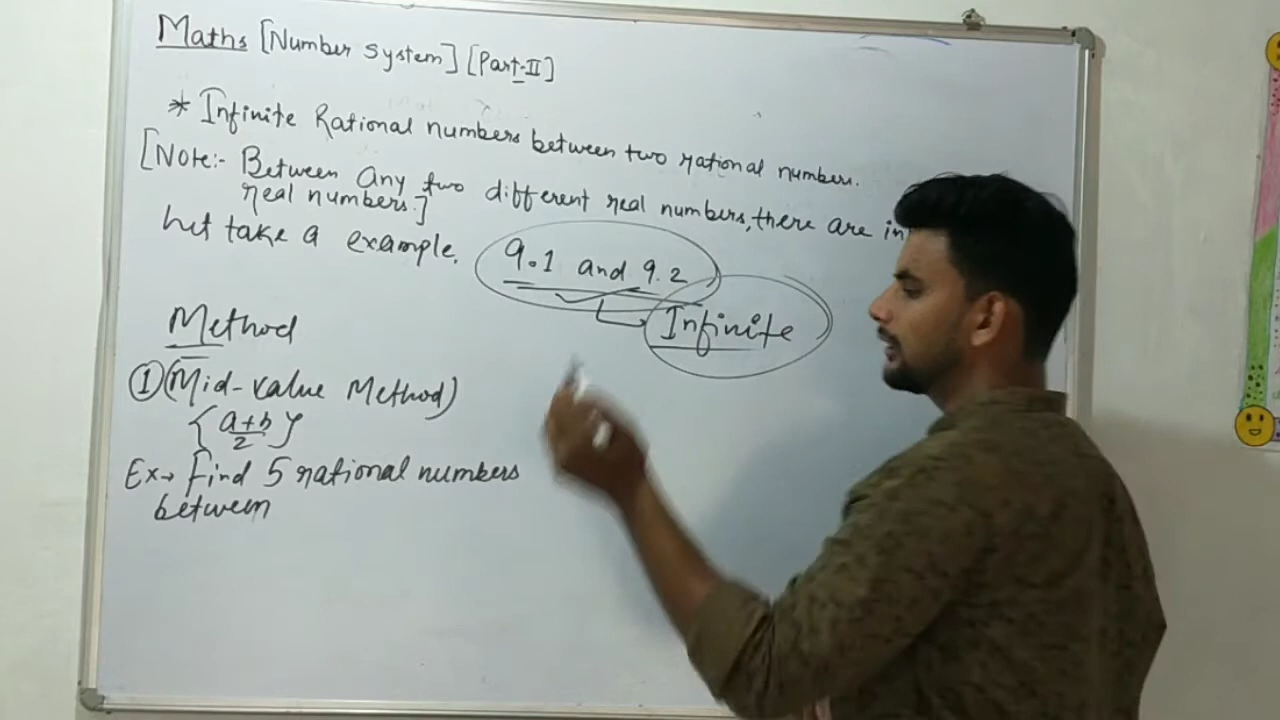 Maths [Number System] [Part-II]
* Infinite Rational numbers between two rational numbers.
[Note:- Between any two different real numbers, there are in
real numbers.]
Let take a example. 9.1 and 9.2
Infinite
Method
① (Mid-value Method)
{a+b/2}
Ex→ Find 5 rational numbers
between